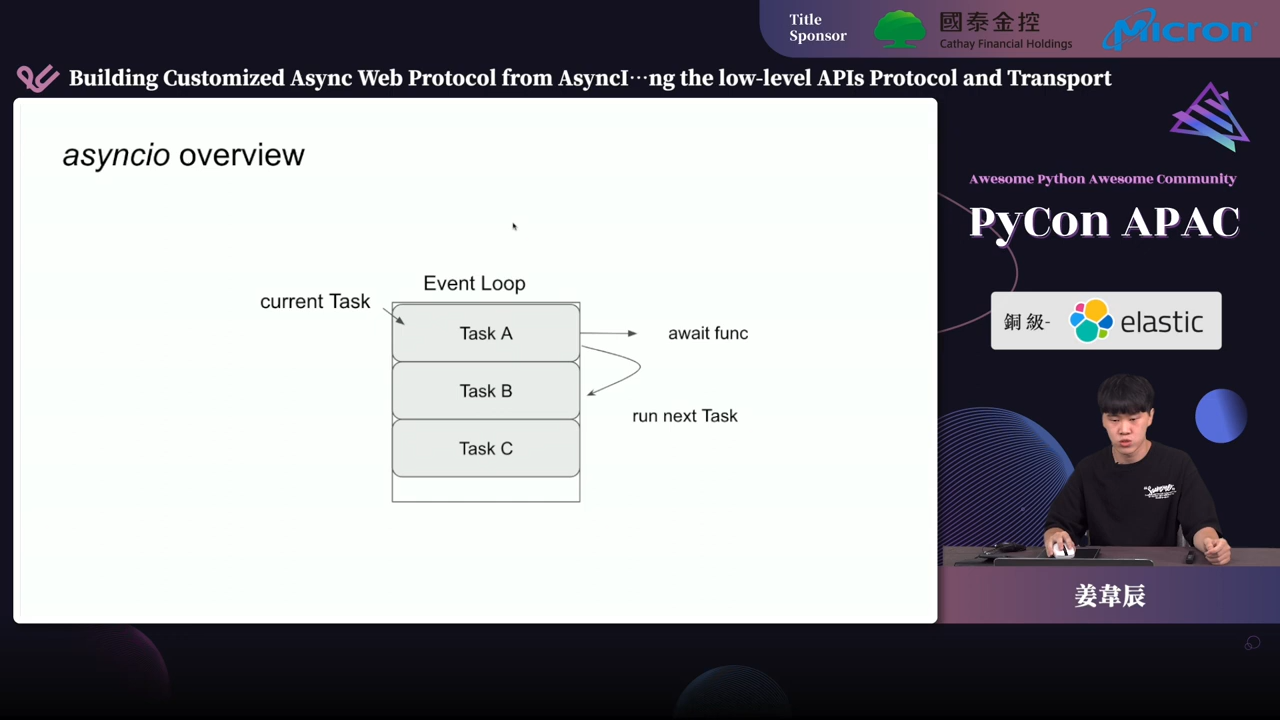 Title
Sponsor
國泰金控
Cathay Financial Holdings
Micron
Building Customized Async Web Protocol from AsyncI…ng the low-level APIs Protocol and Transport
asyncio overview
Event Loop
current Task
Task A
await func
Task B
run next Task
Task C
Awesome Python Awesome Community
PyCon APAC
銅級-
elastic
姜韋辰